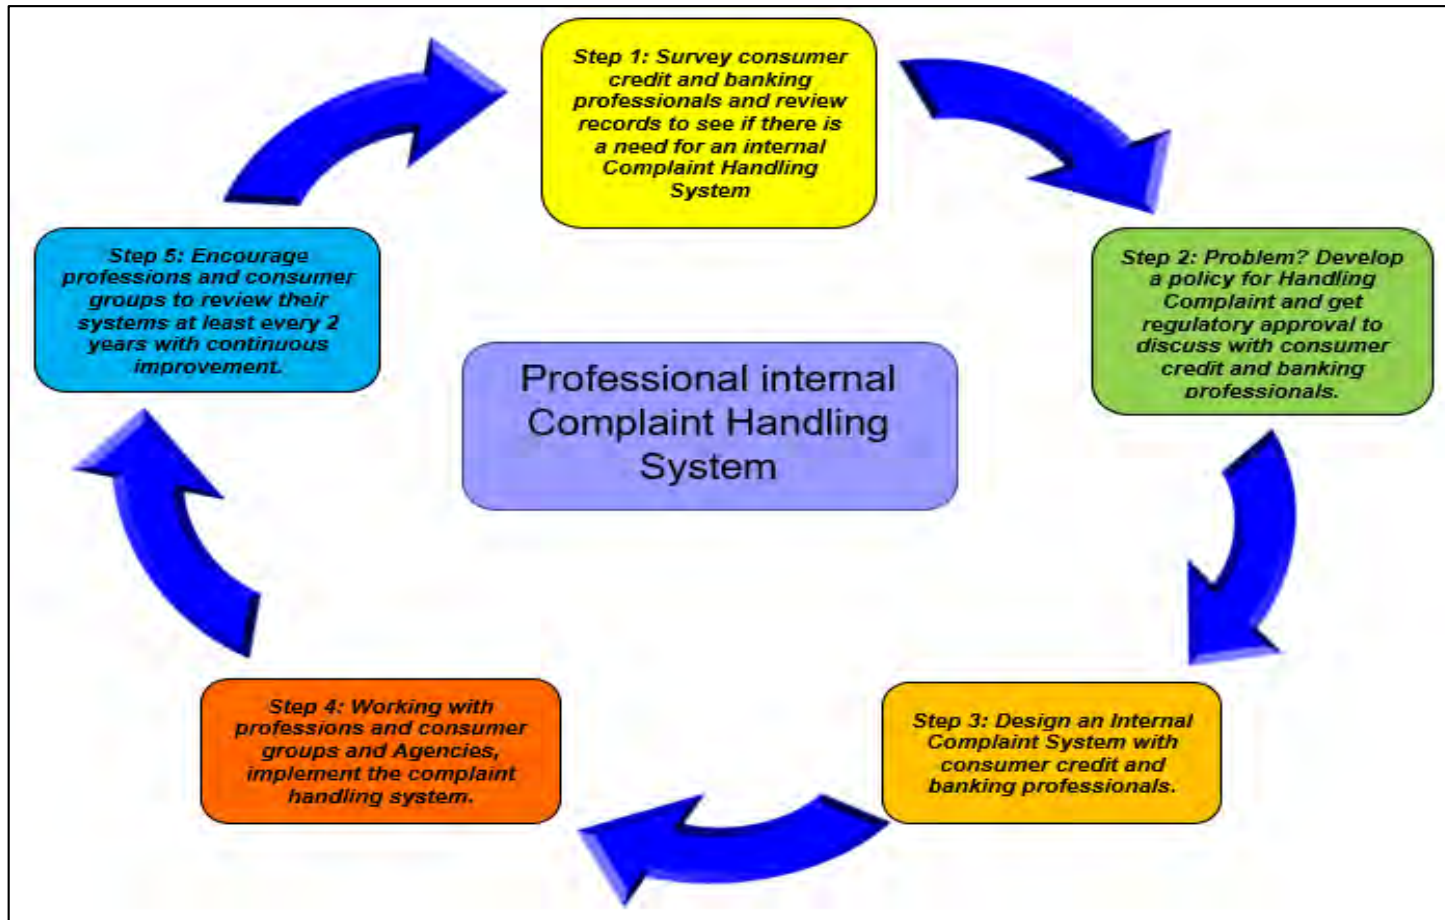 Step 1: Survey consumer
credit and banking
professionals and review
records to see if there is
a need for an internal
Complaint Handling
System
Step 2: Problem? Develop
a policy for Handling
Complaint and get
regulatory approval to
discuss with consumer
credit and banking
professionals.
Step 3: Design an Internal
Complaint System with
consumer credit and
banking professionals.
Step 4: Working with
professions and consumer
groups and Agencies,
implement the complaint
handling system.
Step 5: Encourage
professions and consumer
groups to review their
systems at least every 2
years with continuous
improvement.
Professional internal
Complaint Handling
System